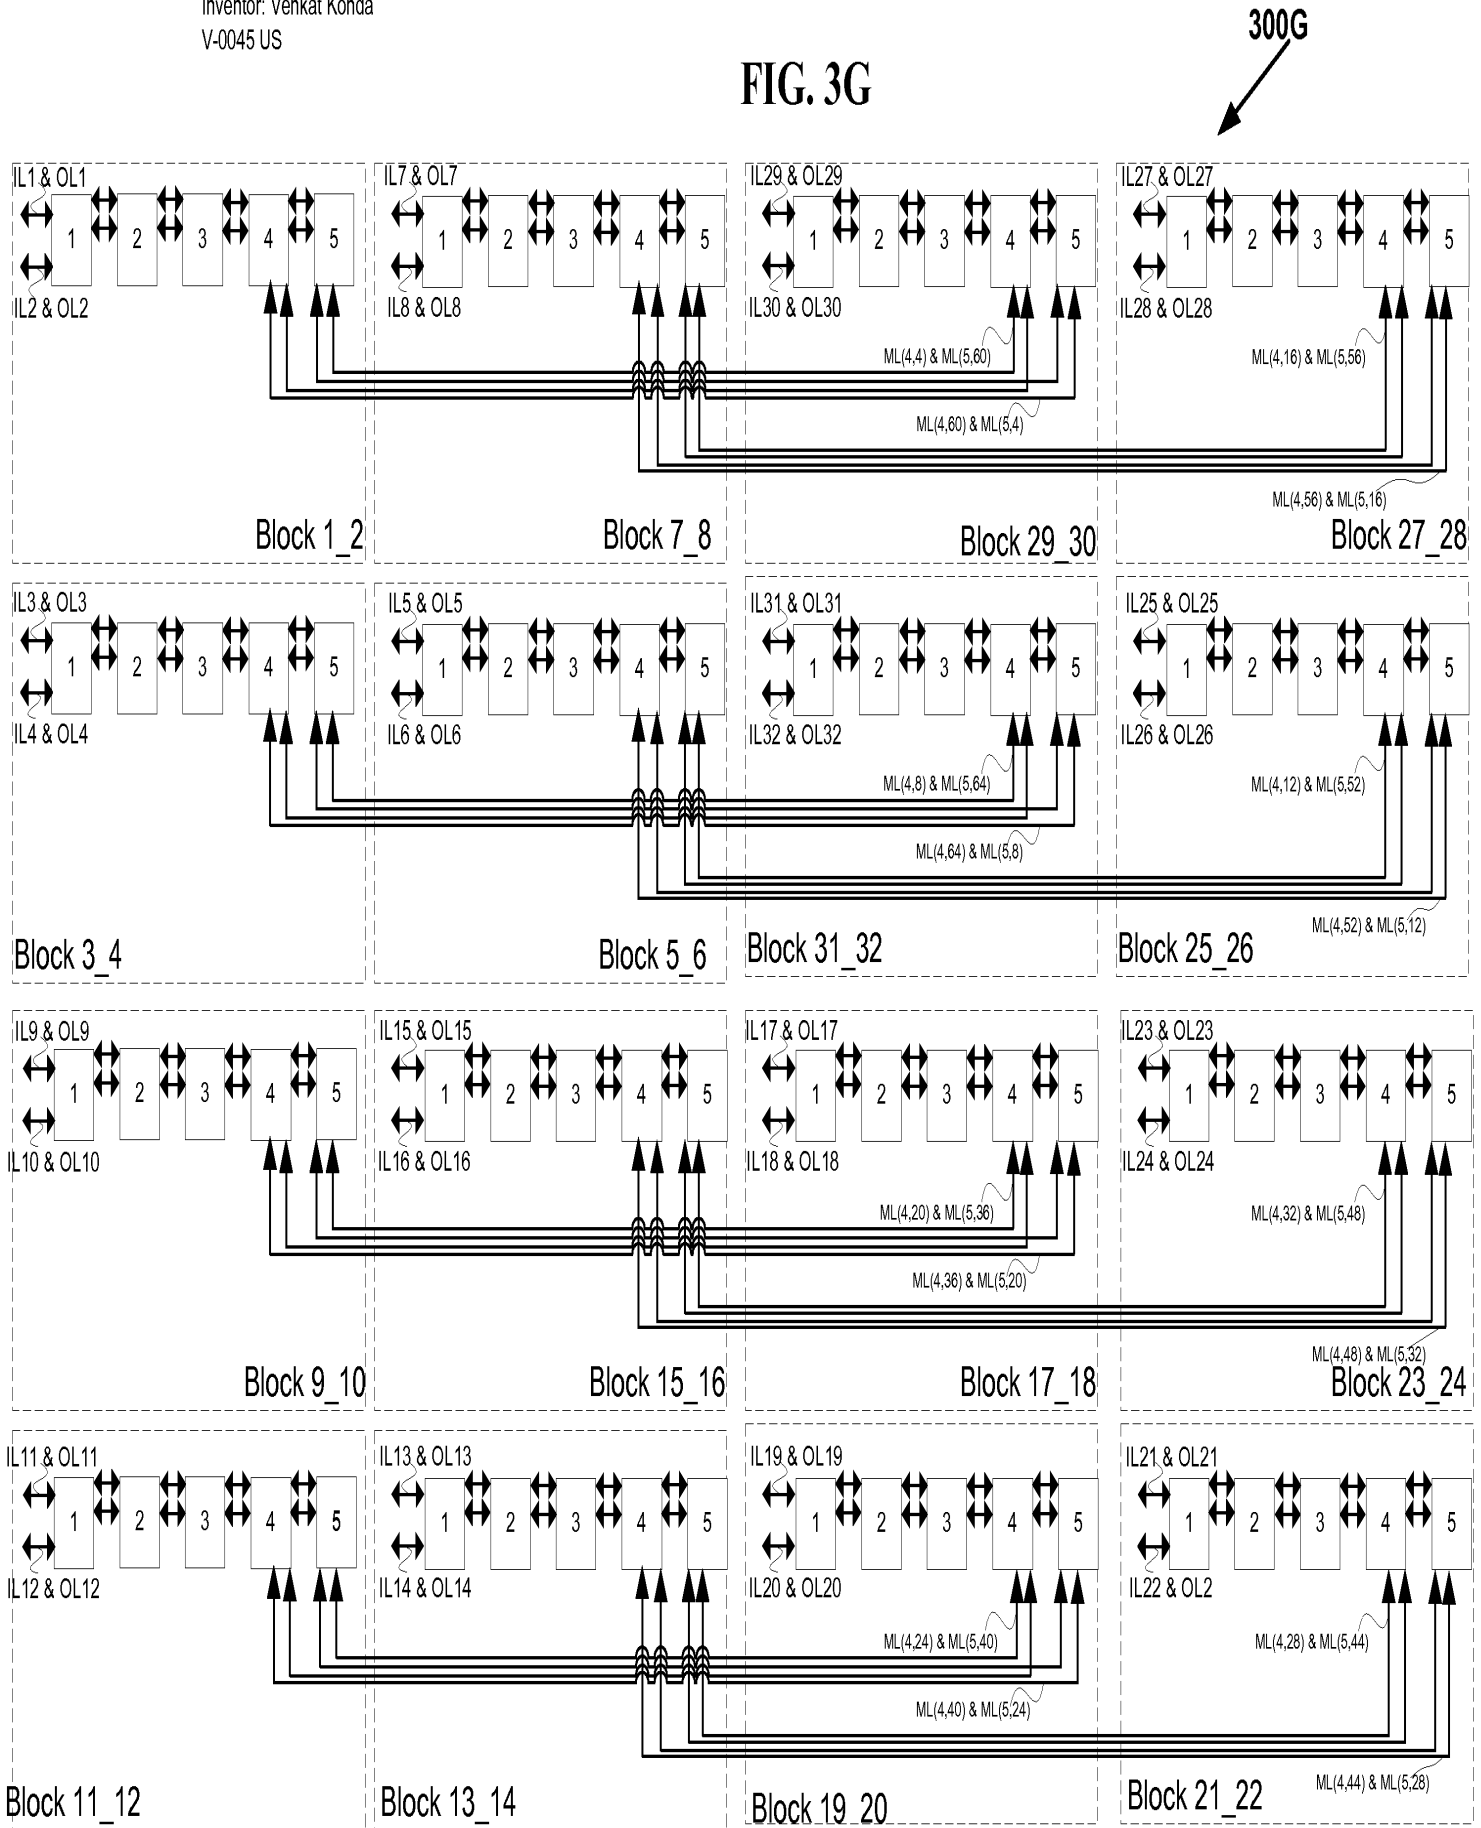 Inventor: Venkat Konda
V-0045 US
300G
FIG. 3G
IL1 & OL1
IL7 & OL7
IL29 & OL29
IL27 & OL27
1 2 3 4 5
1 2 3 4 5
1 2 3 4 5
1 2 3 4 5
IL2 & OL2
IL8 & OL8
IL30 & OL30
IL28 & OL28
ML(4,4) & ML(5,60)
ML(4,16) & ML(5,56)
ML(4,60) & ML(5,4)
ML(4,56) & ML(5,16)
Block 1_2
Block 7_8
Block 29_30
Block 27_28
IL3 & OL3
IL5 & OL5
IL31 & OL31
IL25 & OL25
1 2 3 4 5
1 2 3 4 5
1 2 3 4 5
1 2 3 4 5
IL4 & OL4
IL6 & OL6
IL32 & OL32
IL26 & OL26
ML(4,8) & ML(5,64)
ML(4,12) & ML(5,52)
ML(4,64) & ML(5,8)
ML(4,52) & ML(5,12)
Block 3_4
Block 5_6
Block 31_32
Block 25_26
IL9 & OL9
IL15 & OL15
IL17 & OL17
IL23 & OL23
1 2 3 4 5
1 2 3 4 5
1 2 3 4 5
1 2 3 4 5
IL10 & OL10
IL16 & OL16
IL18 & OL18
IL24 & OL24
ML(4,20) & ML(5,36)
ML(4,32) & ML(5,48)
ML(4,36) & ML(5,20)
ML(4,48) & ML(5,32)
Block 9_10
Block 15_16
Block 17_18
Block 23_24
IL11 & OL11
IL13 & OL13
IL19 & OL19
IL21 & OL21
1 2 3 4 5
1 2 3 4 5
1 2 3 4 5
1 2 3 4 5
IL12 & OL12
IL14 & OL14
IL20 & OL20
IL22 & OL2
ML(4,24) & ML(5,40)
ML(4,28) & ML(5,44)
ML(4,40) & ML(5,24)
ML(4,44) & ML(5,28)
Block 11_12
Block 13_14
Block 19_20
Block 21_22